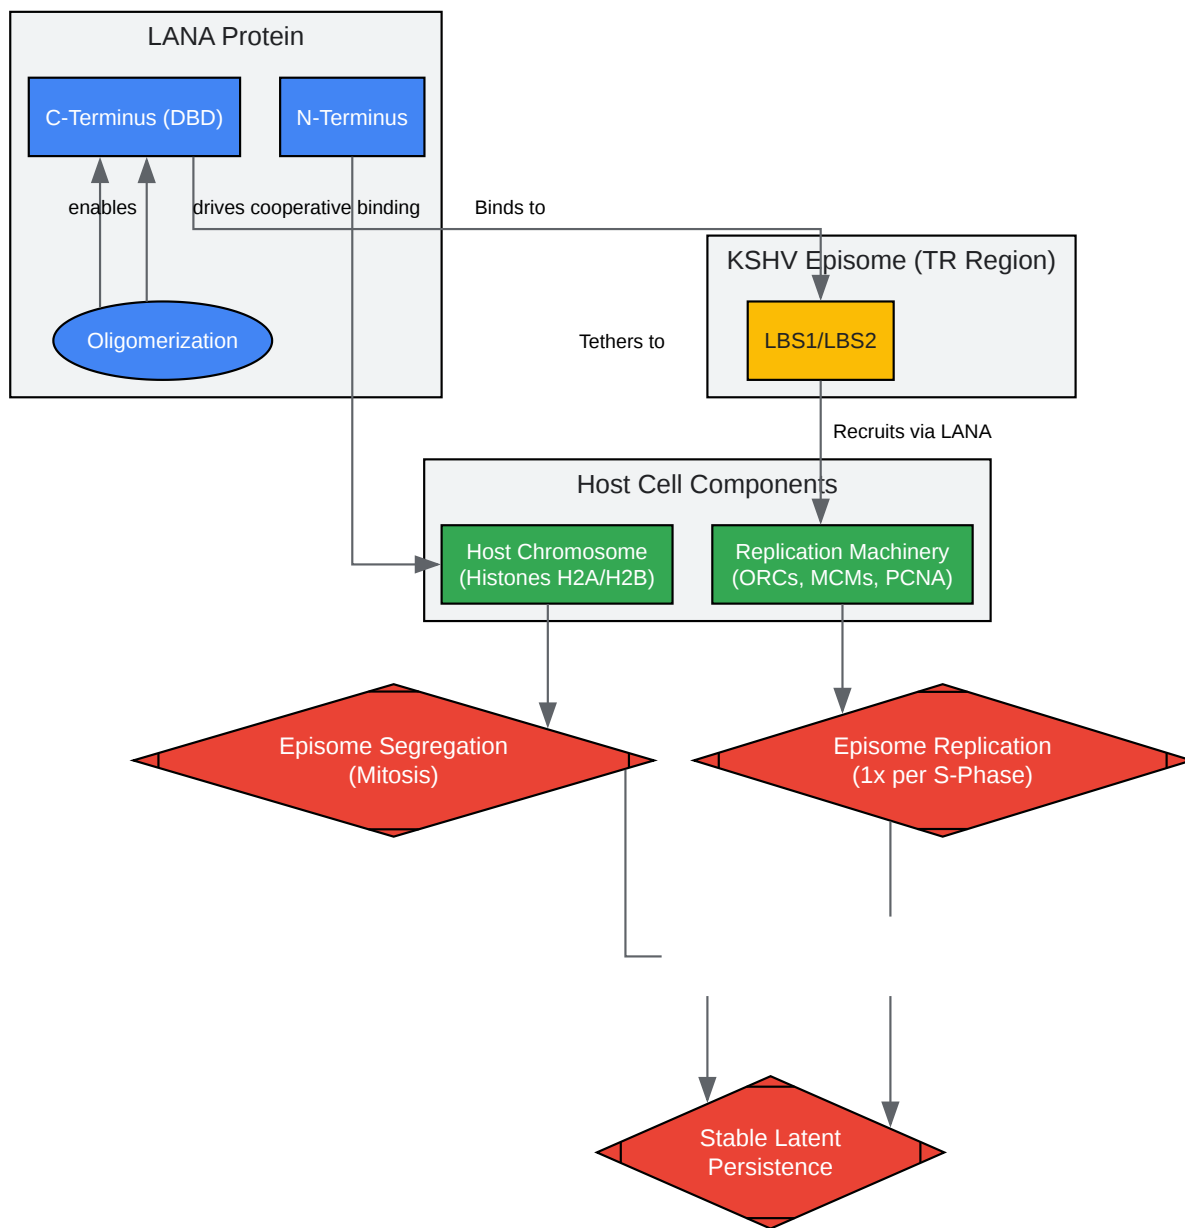 LANA Protein
C-Terminus (DBD)
N-Terminus
enables
drives cooperative binding
Binds to
KSHV Episome (TR Region)
Oligomerization
Tethers to
LBS1/LBS2
Recruits via LANA
Host Cell Components
Host Chromosome
(Histones H2A/H2B)
Replication Machinery
(ORCs, MCMs, PCNA)
Episome Segregation
(Mitosis)
Episome Replication
(1x per S-Phase)
Stable Latent
Persistence